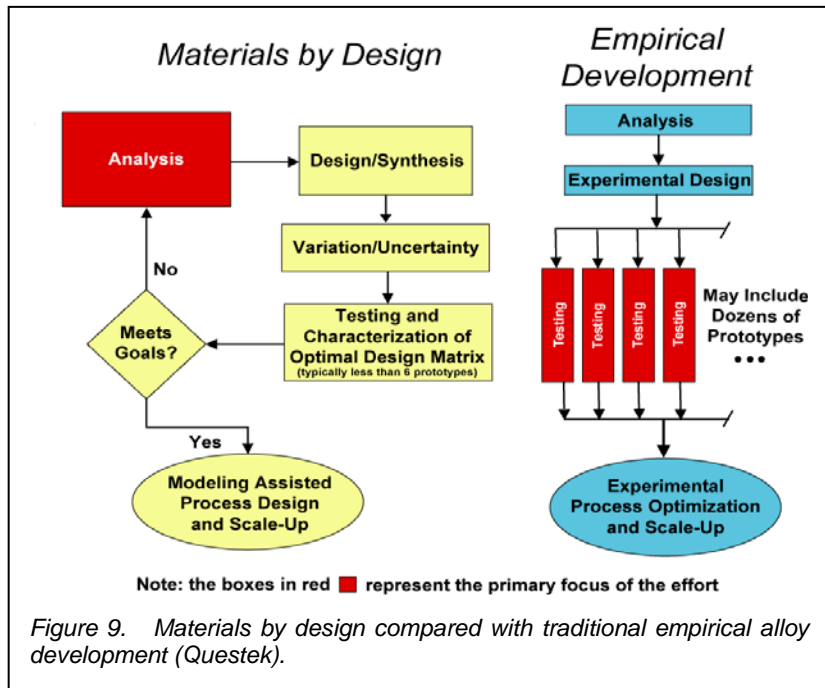 Materials by Design
Empirical
Development
Analysis
Design/Synthesis
Variation/Uncertainty
Testing and
Characterization of
Optimal Design Matrix
(typically less than 6 prototypes)
Meets
Goals?
No
Yes
Modeling Assisted
Process Design
and Scale-Up
Analysis
Experimental Design
Testing
Testing
Testing
Testing
May Include
Dozens of
Prototypes
•••
Experimental
Process Optimization
and Scale-Up
Note: the boxes in red represent the primary focus of the effort
Figure 9. Materials by design compared with traditional empirical alloy
development (Questek).